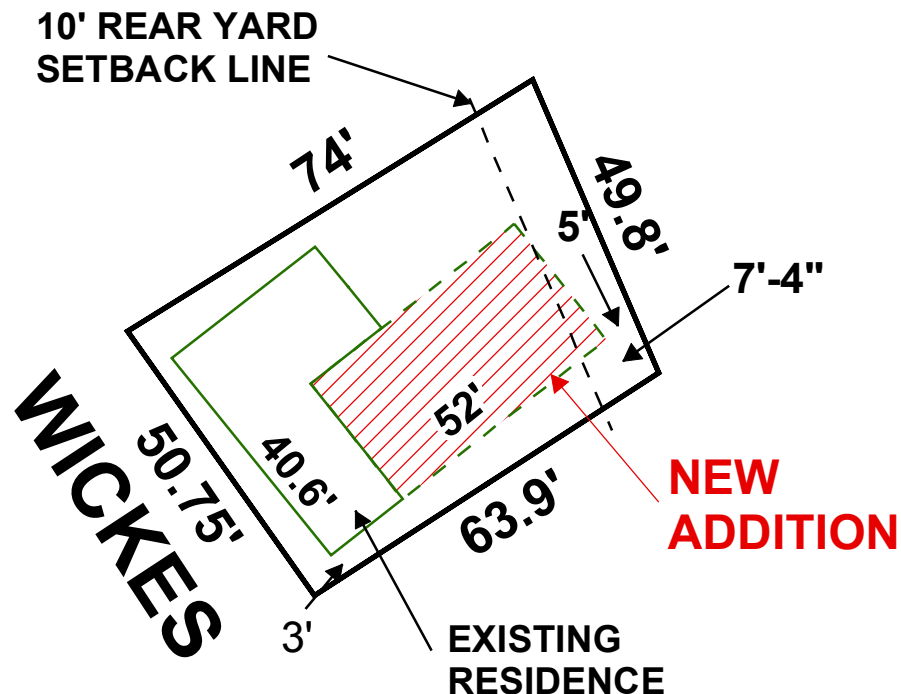 10' REAR YARD
SETBACK LINE
74'
49.8'
5'
7'-4"
52'
40.6'
50.75'
WICKES
63.9'
NEW
ADDITION
3'
EXISTING
RESIDENCE